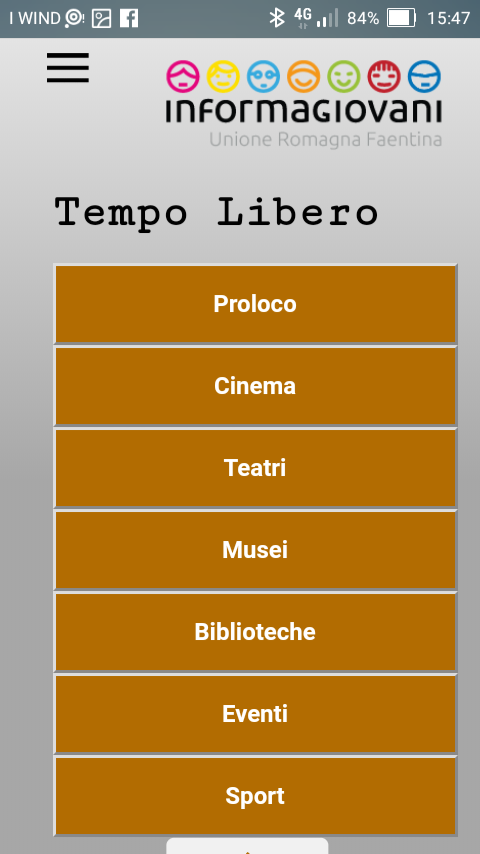 I WIND
4G
84%
15:47
informagiovani
Unione Romagna Faentina
Tempo Libero
Proloco
Cinema
Teatri
Musei
Biblioteche
Eventi
Sport